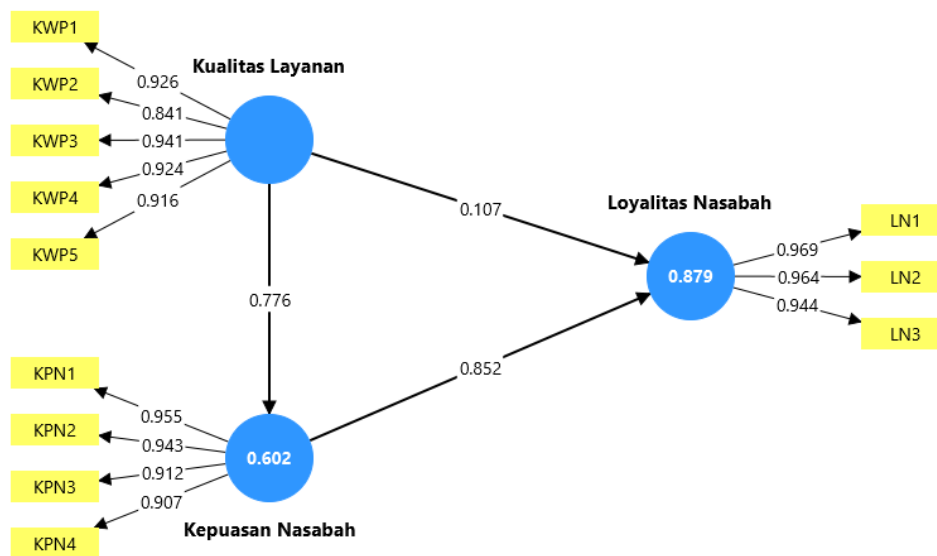 KWP1
KWP2
KWP3
KWP4
KWP5
0.926
0.841
0.941
0.924
0.916
Kualitas Layanan
0.107
0.776
Loyalitas Nasabah
0.879
0.969
0.964
0.944
LN1
LN2
LN3
0.852
KPN1
KPN2
KPN3
KPN4
0.955
0.943
0.912
0.907
0.602
Kepuasan Nasabah